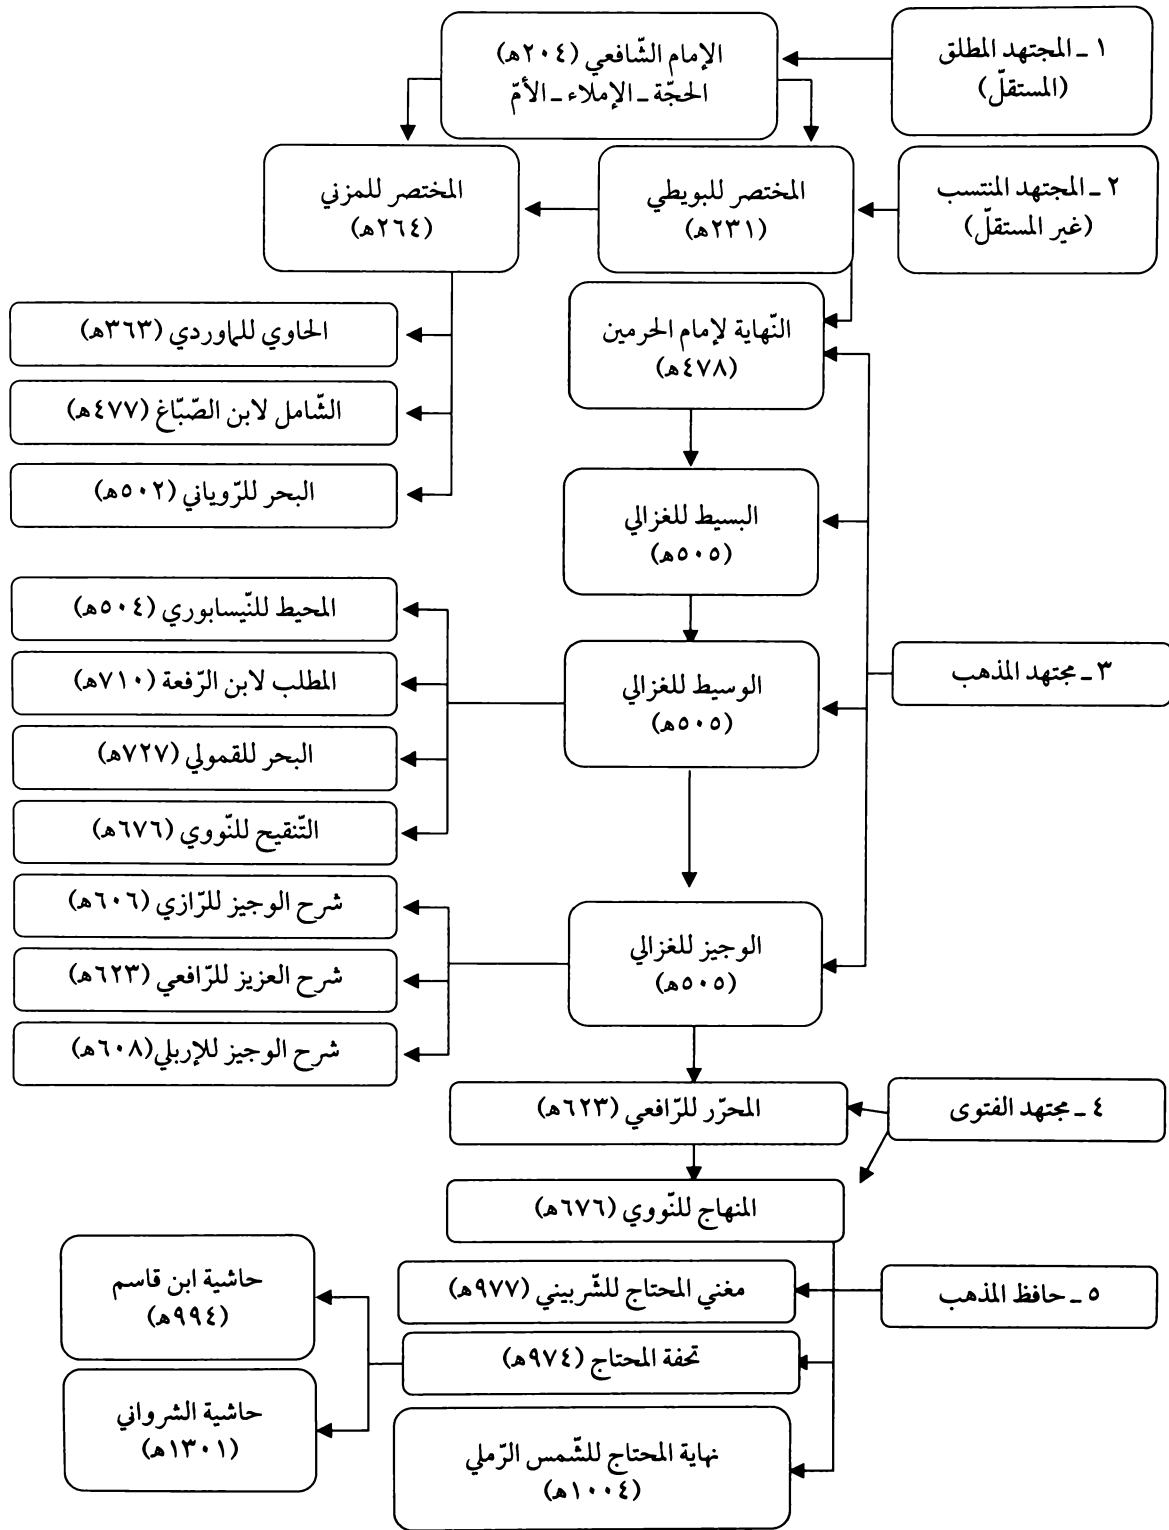 ١ ـ المجتهد المطلق
(المستقلّ)
الإمام الشّافعي (٢٠٤هـ)
الحجّة ـ الإملاء ـ الأمّ
٢ ـ المجتهد المنتسب
(غير المستقلّ)
المختصر للبويطي
(٢٣١هـ)
المختصر للمزني
(٢٦٤هـ)
النّهاية لإمام الحرمين
(٤٧٨هـ)
الحاوي للماوردي (٣٦٣هـ)
الشّامل لابن الصّبّاغ (٤٧٧هـ)
البحر للرّوياني (٥٠٢هـ)
البسيط للغزالي
(٥٠٥هـ)
٣ ـ مجتهد المذهب
الوسيط للغزالي
(٥٠٥هـ)
المحيط للنّيسابوري (٥٠٤هـ)
المطلب لابن الرّفعة (٧١٠هـ)
البحر للقمولي (٧٢٧هـ)
التّنقيح للنّووي (٦٧٦هـ)
الوجيز للغزالي
(٥٠٥هـ)
شرح الوجيز للرّازي (٦٠٦هـ)
شرح العزيز للرّافعي (٦٢٣هـ)
شرح الوجيز للإربلي(٦٠٨هـ)
٤ ـ مجتهد الفتوى
المحرّر للرّافعي (٦٢٣هـ)
المنهاج للنّووي (٦٧٦هـ)
٥ ـ حافظ المذهب
مغني المحتاج للشّربيني (٩٧٧هـ)
تحفة المحتاج (٩٧٤هـ)
حاشية ابن قاسم
(٩٩٤هـ)
حاشية الشرواني
(١٣٠١هـ)
نهاية المحتاج للشّمس الرّملي
(١٠٠٤هـ)